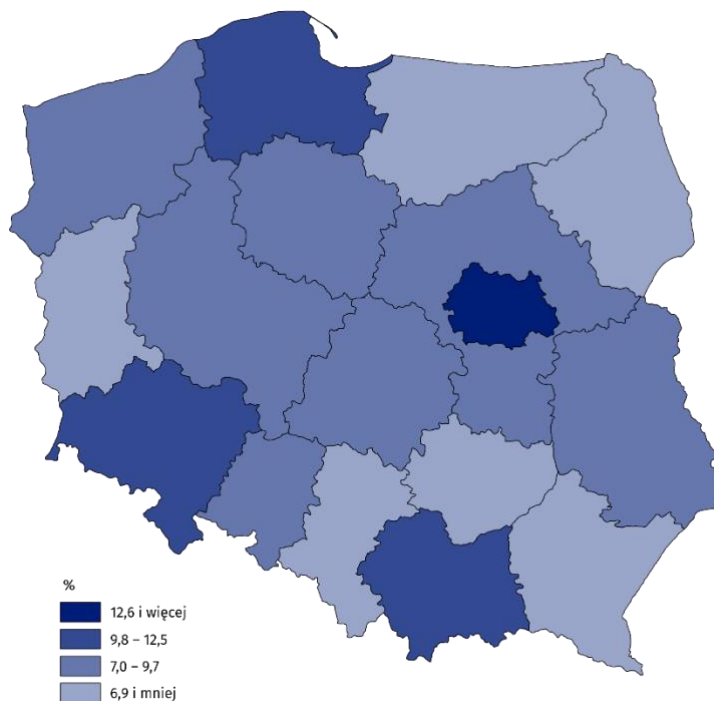 %
12,6 i więcej
9,8 – 12,5
7,0 – 9,7
6,9 i mniej